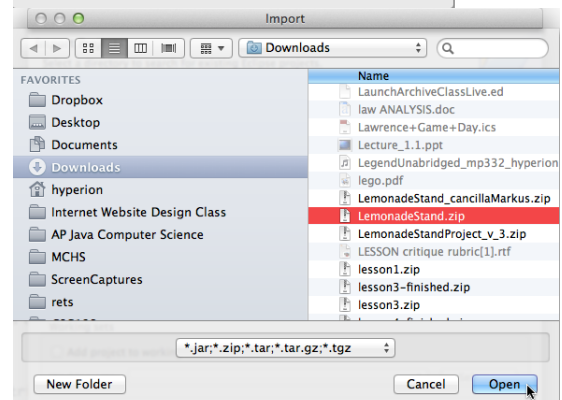 Import
Downloads
FAVORITES
Dropbox
Desktop
Documents
Downloads
hyperion
Internet Website Design Class
AP Java Computer Science
MCHS
ScreenCaptures
rets
Name
LaunchArchiveClassLive.ed
law ANALYSIS.doc
Lawrence+Game+Day.ics
Lecture_1.1.ppt
LegendUnabridged_mp332_hyperion
lego.pdf
LemonadeStand_cancillaMarkus.zip
LemonadeStand.zip
LemonadeStandProject_v_3.zip
LESSON critique rubric[1].rtf
lesson1.zip
lesson3-finished.zip
lesson3.zip
*.jar;*.zip;*.tar;*.tar.gz;*.tgz
New Folder
Cancel
Open